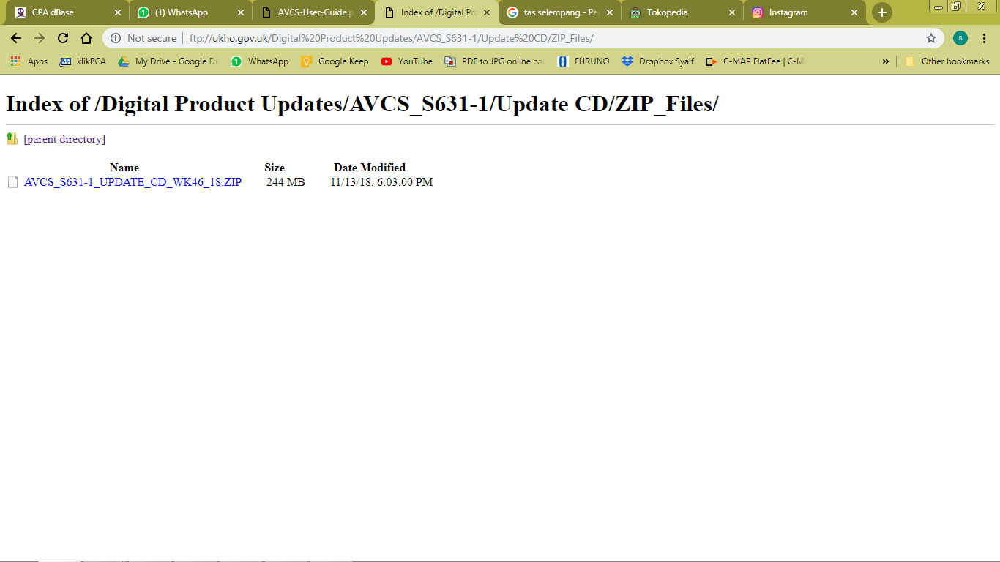 CPA dBase
(1) WhatsApp
AVCS-User-Guide.p
Index of /Digital Pro
tas selempang - Pe
Tokopedia
Instagram
Not secure | ftp://ukho.gov.uk/Digital%20Product%20Updates/AVCS_S631-1/Update%20CD/ZIP_Files/
S
Apps
klikBCA
My Drive - Google Dr
1 WhatsApp
Google Keep
YouTube
PDF to JPG online co
FURUNO
Dropbox Syaif
C-MAP FlatFee | C-M
»
Other bookmarks
Index of /Digital Product Updates/AVCS_S631-1/Update CD/ZIP_Files/
[parent directory]
Name Size Date Modified
AVCS_S631-1_UPDATE_CD_WK46_18.ZIP 244 MB 11/13/18, 6:03:00 PM